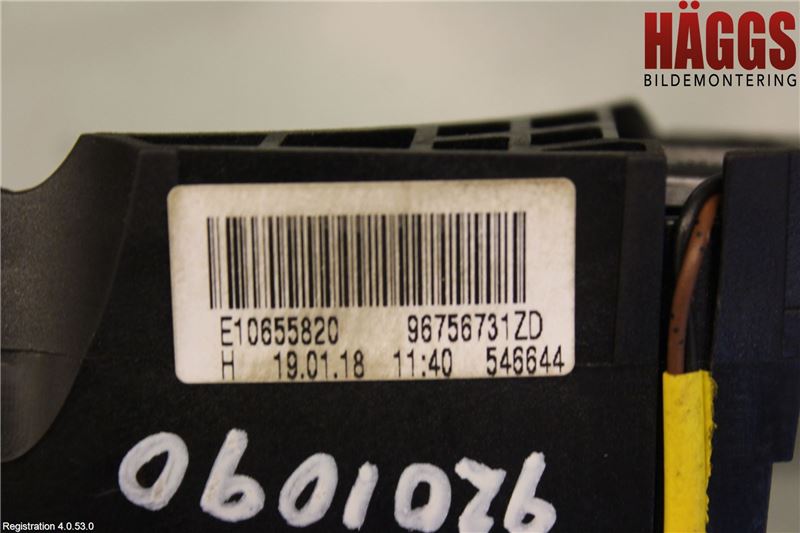 HÄGGS
BILDEMONTERING
E10655820 96756731ZD
H 19.01.18 11:40 546644
0601026
Registration 4.0.53.0